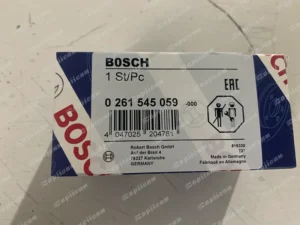 BOSCH
1 St/Pc
0 261 545 059 -000
EAC
4 047025 204781
Robert Bosch GmbH
Auf der Breit 4
76227 Karlsruhe
GERMANY
Made in Germany
Fabriqué en Allemagne